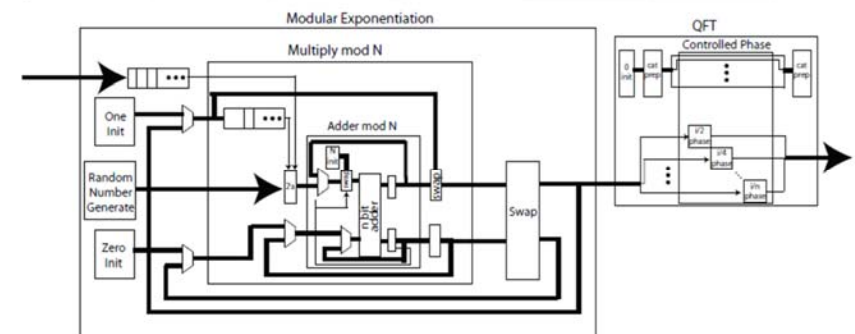 Modular Exponentiation
QFT
Multiply mod N
Controlled Phase
0
init
cat
prep
cat
prep
One
Init
Adder mod N
N
init
i/2
phase
i/4
phase
i/n
phase
Random
Number
Generate
2a
swap
n bit
adder
swap
Swap
Zero
Init